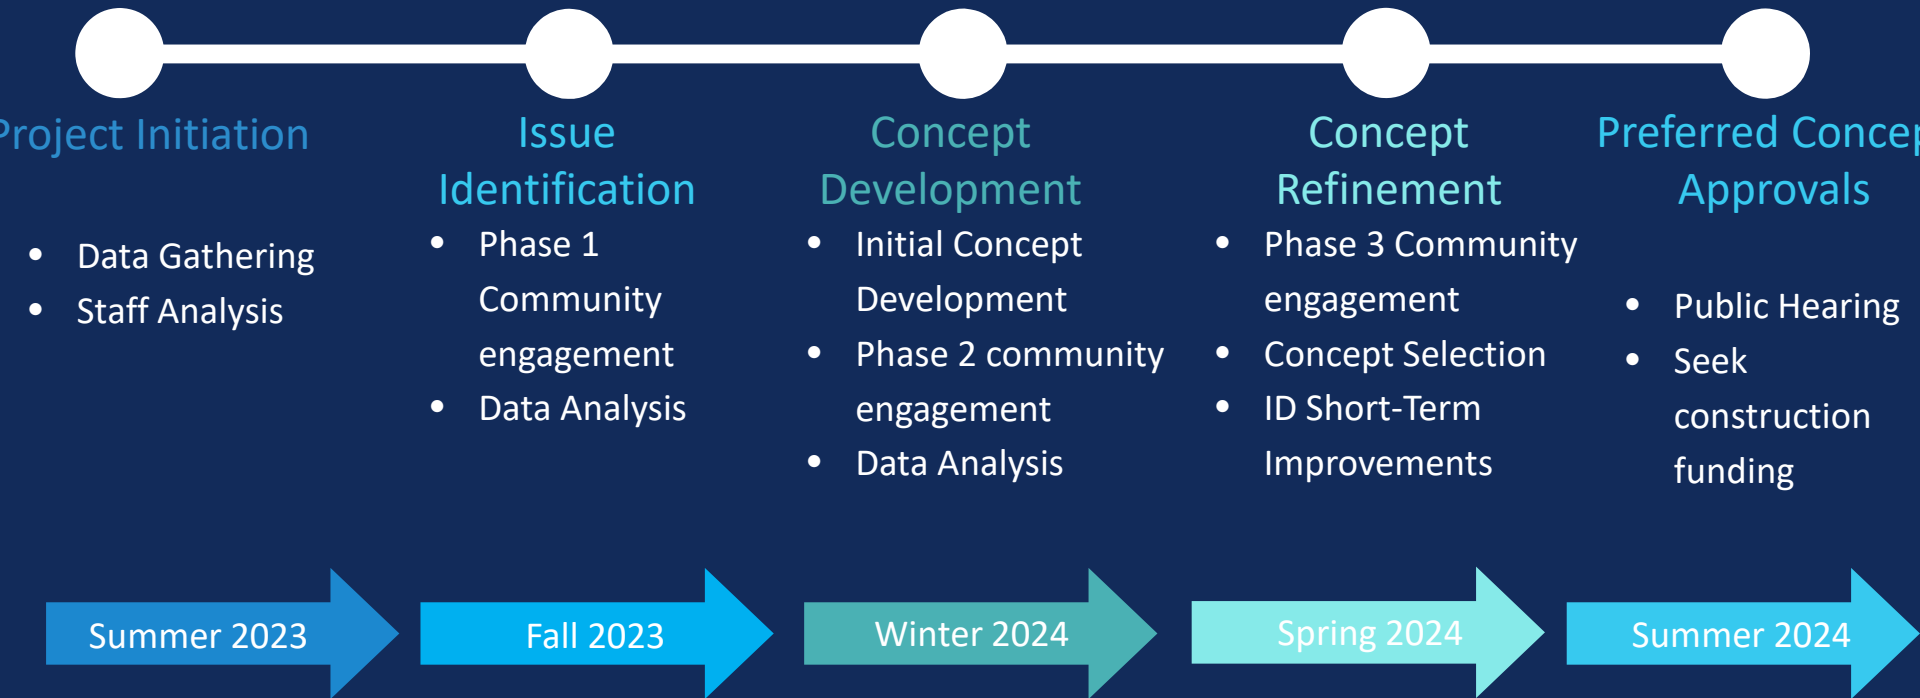 Project Initiation
• Data Gathering
• Staff Analysis
Issue
Identification
• Phase 1
Community
engagement
• Data Analysis
Concept
Development
• Initial Concept
Development
• Phase 2 community
engagement
• Data Analysis
Concept
Refinement
• Phase 3 Community
engagement
• Concept Selection
• ID Short-Term
Improvements
Preferred Concep
Approvals
• Public Hearing
• Seek
construction
funding
Summer 2023
Fall 2023
Winter 2024
Spring 2024
Summer 2024